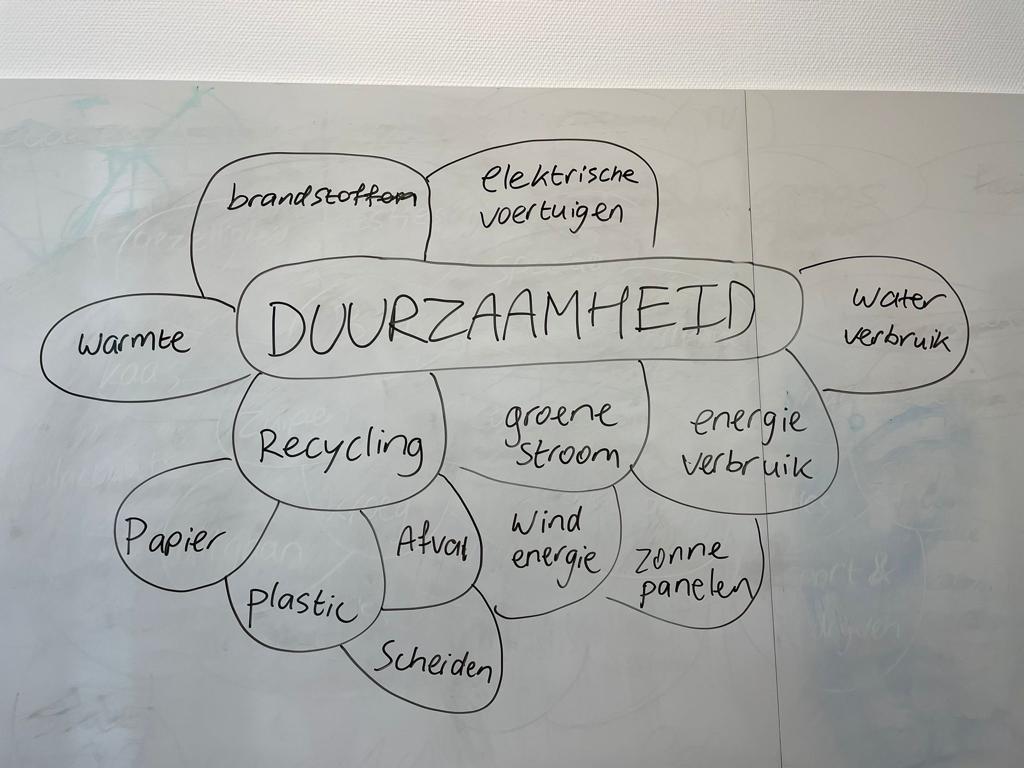 brandstoffen
elektrische
voertuigen
warmte
DUURZAAMHEID
water
verbruik
Recycling
groene
stroom
energie
verbruik
Papier
plastic
Afval
Scheiden
wind
energie
zonne
panelen